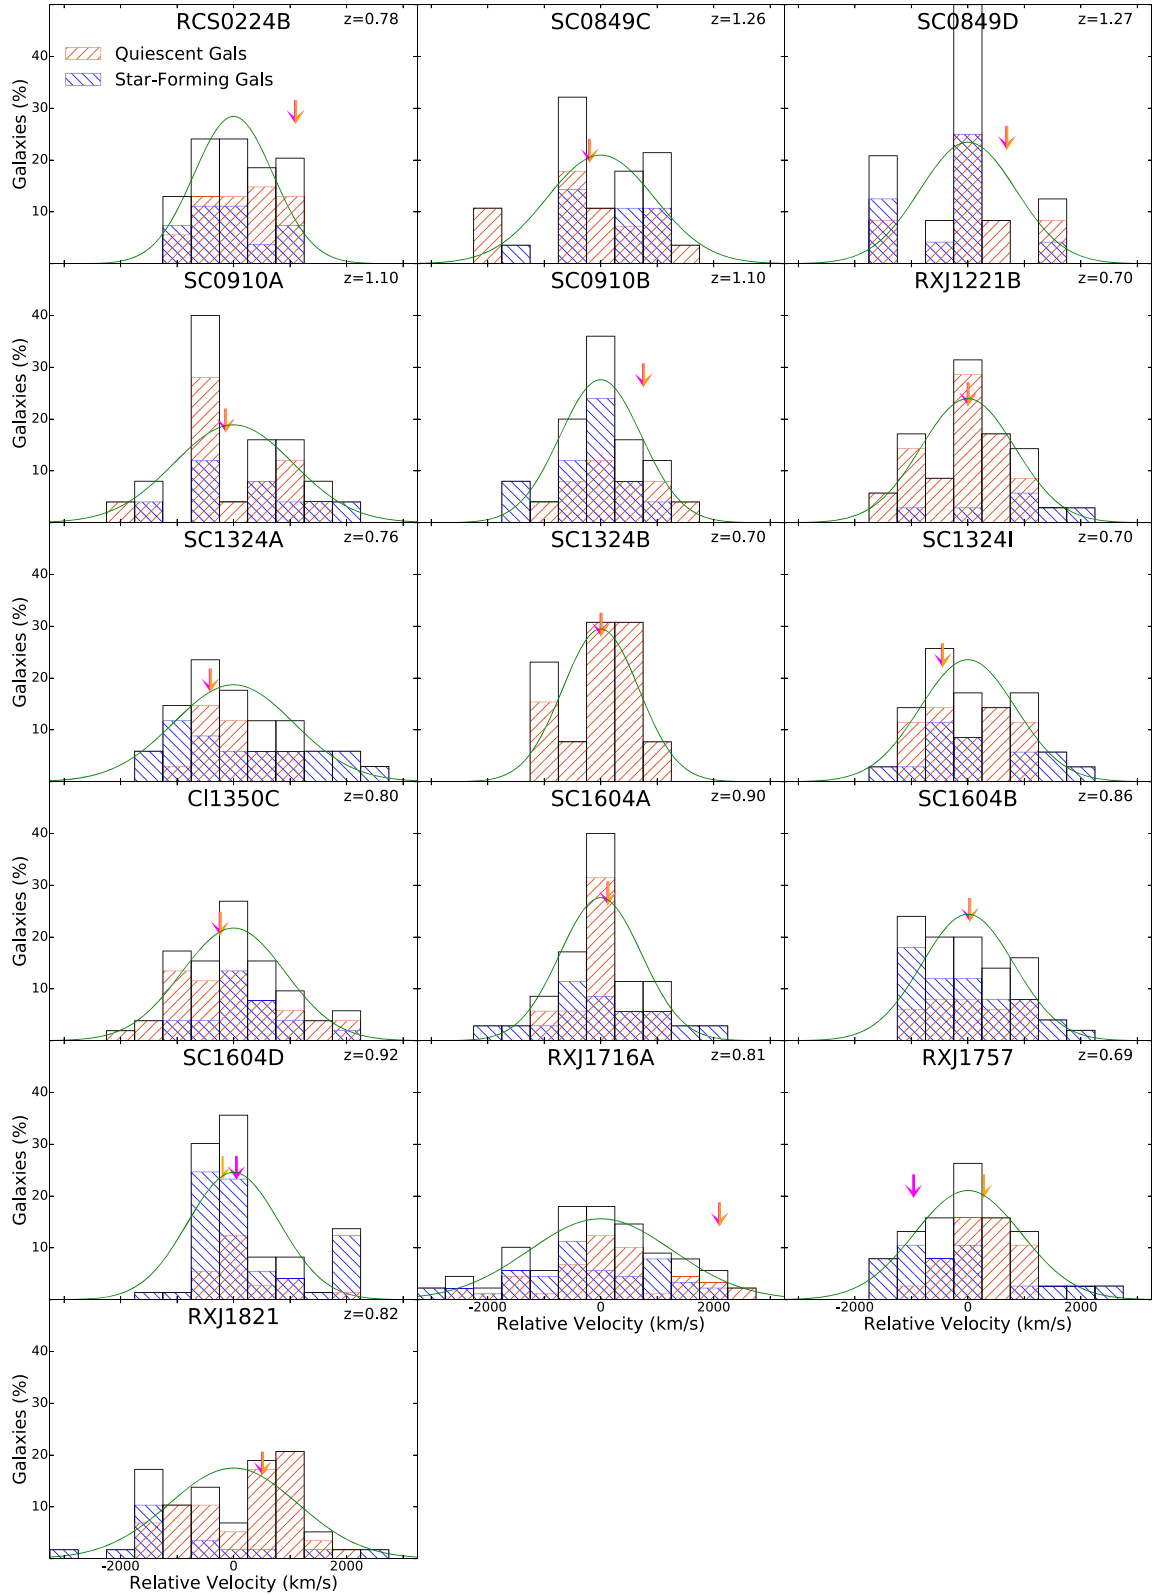 RCS0224B z=0.78
SC0849C z=1.26
SC0849D z=1.27
Quiescent Gals
Star-Forming Gals
Galaxies (%)
40
30
20
10
SC0910A z=1.10
SC0910B z=1.10
RXJ1221B z=0.70
Galaxies (%)
40
30
20
10
SC1324A z=0.76
SC1324B z=0.70
SC1324I z=0.70
Galaxies (%)
40
30
20
10
Cl1350C z=0.80
SC1604A z=0.90
SC1604B z=0.86
Galaxies (%)
40
30
20
10
SC1604D z=0.92
RXJ1716A z=0.81
RXJ1757 z=0.69
Galaxies (%)
40
30
20
10
-2000 0 2000
Relative Velocity (km/s)
-2000 0 2000
Relative Velocity (km/s)
RXJ1821 z=0.82
Galaxies (%)
40
30
20
10
-2000 0 2000
Relative Velocity (km/s)